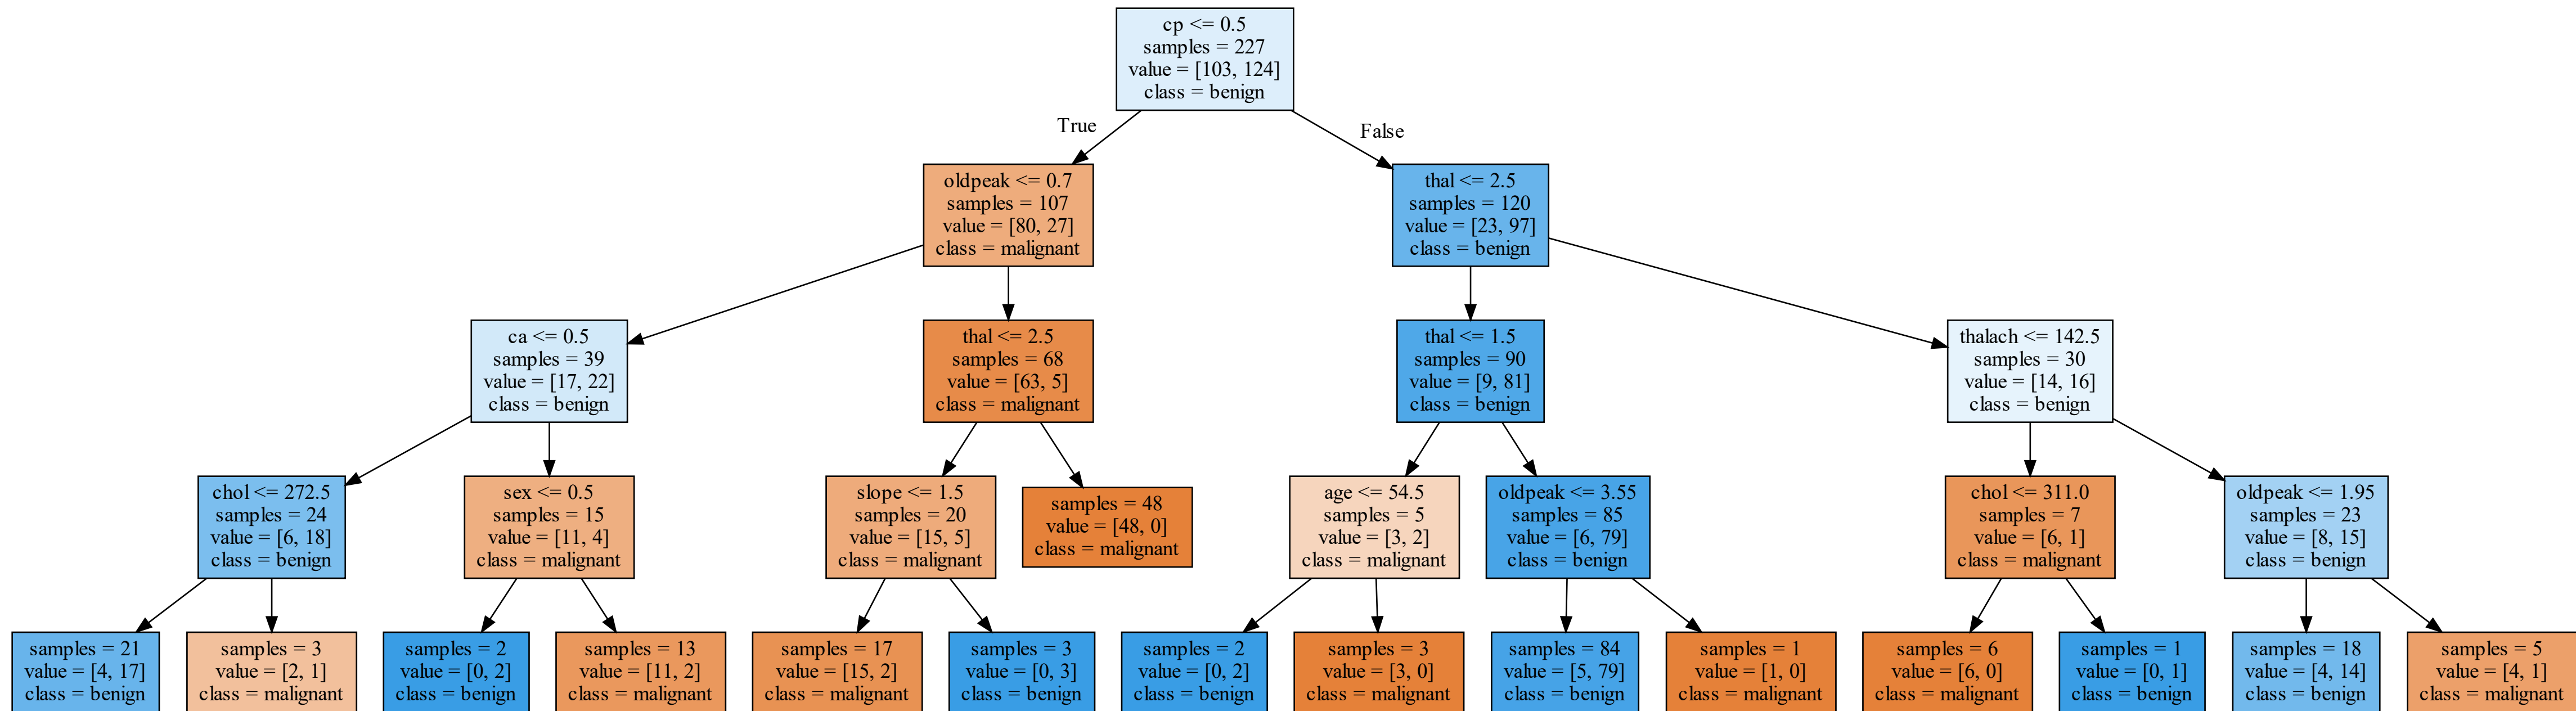 cp <= 0.5
samples = 227
value = [103, 124]
class = benign
True
False
oldpeak <= 0.7
samples = 107
value = [80, 27]
class = malignant
thal <= 2.5
samples = 120
value = [23, 97]
class = benign
ca <= 0.5
samples = 39
value = [17, 22]
class = benign
thal <= 2.5
samples = 68
value = [63, 5]
class = malignant
thal <= 1.5
samples = 90
value = [9, 81]
class = benign
thalach <= 142.5
samples = 30
value = [14, 16]
class = benign
chol <= 272.5
samples = 24
value = [6, 18]
class = benign
sex <= 0.5
samples = 15
value = [11, 4]
class = malignant
slope <= 1.5
samples = 20
value = [15, 5]
class = malignant
samples = 48
value = [48, 0]
class = malignant
age <= 54.5
samples = 5
value = [3, 2]
class = malignant
oldpeak <= 3.55
samples = 85
value = [6, 79]
class = benign
chol <= 311.0
samples = 7
value = [6, 1]
class = malignant
oldpeak <= 1.95
samples = 23
value = [8, 15]
class = benign
samples = 21
value = [4, 17]
class = benign
samples = 3
value = [2, 1]
class = malignant
samples = 2
value = [0, 2]
class = benign
samples = 13
value = [11, 2]
class = malignant
samples = 17
value = [15, 2]
class = malignant
samples = 3
value = [0, 3]
class = benign
samples = 2
value = [0, 2]
class = benign
samples = 3
value = [3, 0]
class = malignant
samples = 84
value = [5, 79]
class = benign
samples = 1
value = [1, 0]
class = malignant
samples = 6
value = [6, 0]
class = malignant
samples = 1
value = [0, 1]
class = benign
samples = 18
value = [4, 14]
class = benign
samples = 5
value = [4, 1]
class = malignant